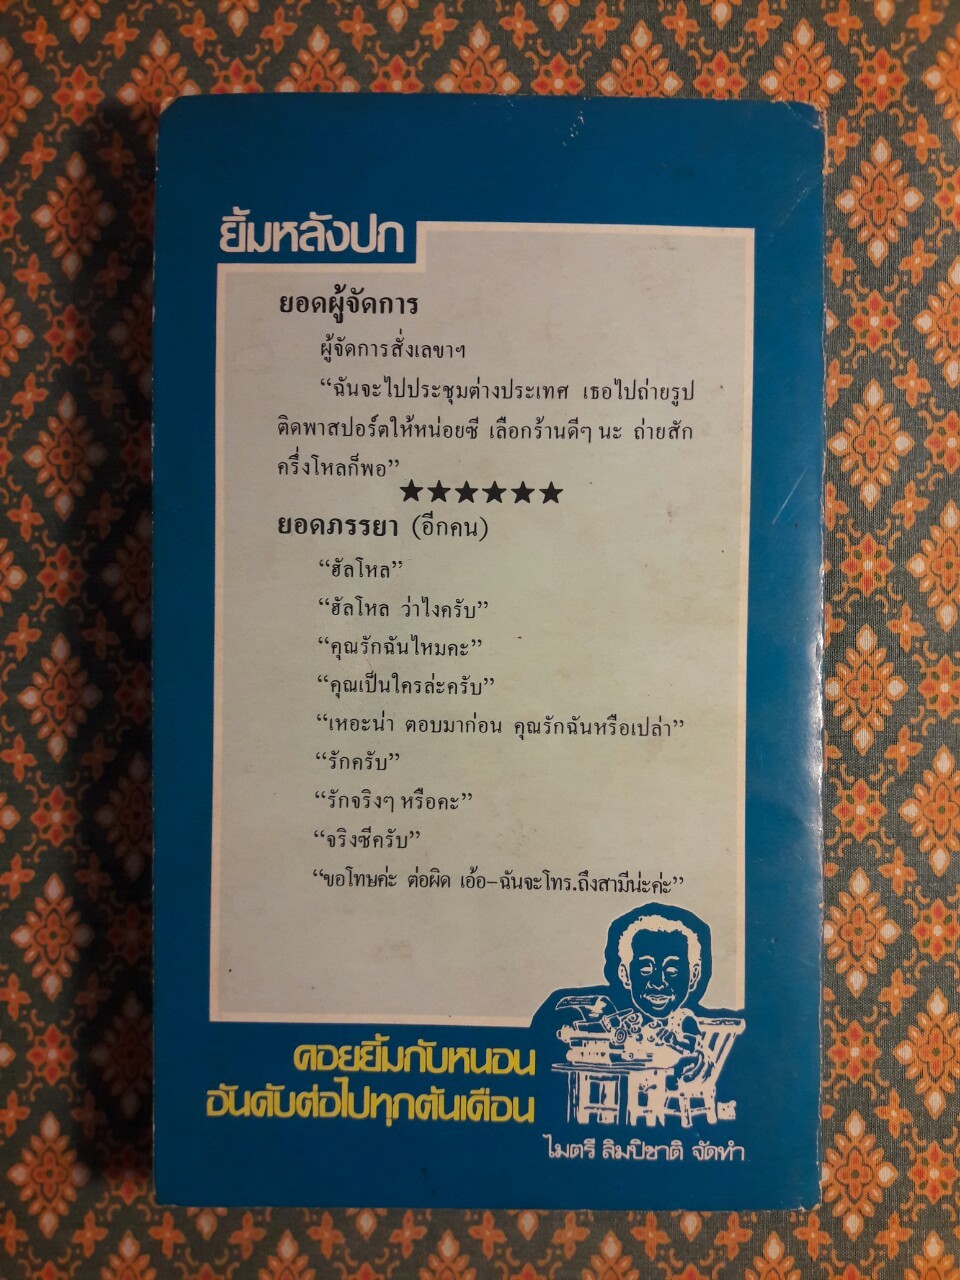 ยิ้มหลังปก
ยอดผู้จัดการ
ผู้จัดการสั่งเลขาฯ
“ฉันจะไปประชุมต่างประเทศ เธอไปถ่ายรูป
ติดพาสปอร์ตให้หน่อยซี เลือกร้านดีๆ นะ ถ่ายสัก
ครึ่งโหลก็พอ”
★★★★★★
ยอดภรรยา (อีกคน)
“ฮัลโหล”
“ฮัลโหล ว่าไงครับ”
“คุณรักฉันไหมคะ”
“คุณเป็นใครล่ะครับ”
“เหอะน่า ตอบมาก่อน คุณรักฉันหรือเปล่า”
“รักครับ”
“รักจริงๆ หรือคะ”
“จริงซีครับ”
“ขอโทษค่ะ ต่อผิด เอ้อ–ฉันจะโทร.ถึงสามีน่ะค่ะ”
คอยยิ้มกับหนอน
อันดับต่อไปทุกต้นเดือน
ไมตรี ลิมปิชาติ จัดทำ